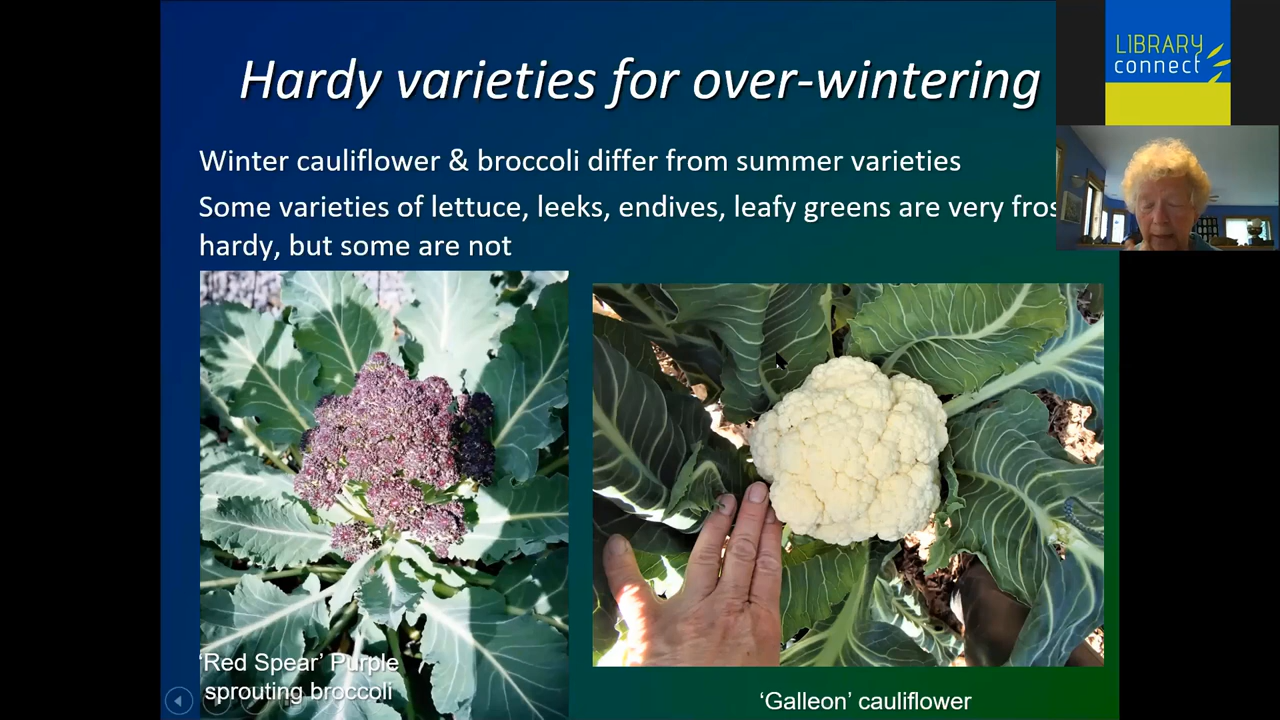 Hardy varieties for over-wintering
LIBRARY
connect
Winter cauliflower & broccoli differ from summer varieties
Some varieties of lettuce, leeks, endives, leafy greens are very fros
hardy, but some are not
‘Red Spear’ Purple
sprouting broccoli
‘Galleon’ cauliflower